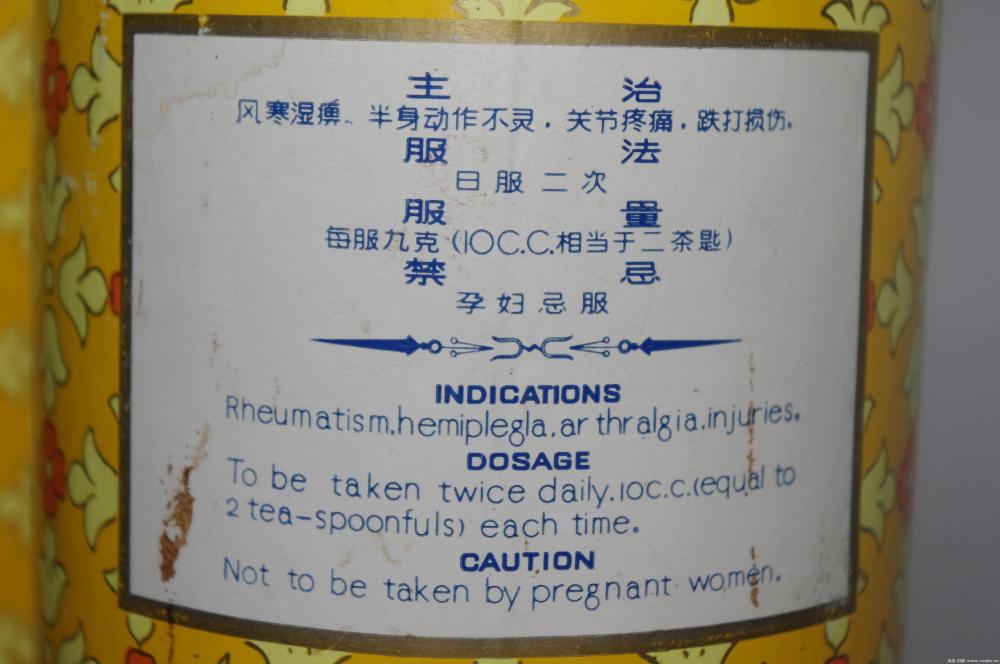 主 治
风寒湿痹、半身动作不灵，关节疼痛，跌打损伤。
服 法
日服二次
服 量
每服九克(10C.C.相当于二茶匙)
禁 忌
孕妇忌服
INDICATIONS
Rheumatism,hemiplegla,ar thralgia,injuries.
DOSAGE
To be taken twice daily,10c.c.(equal to
2 tea-spoonfuls) each time.
CAUTION
Not to be taken by pregnant women.